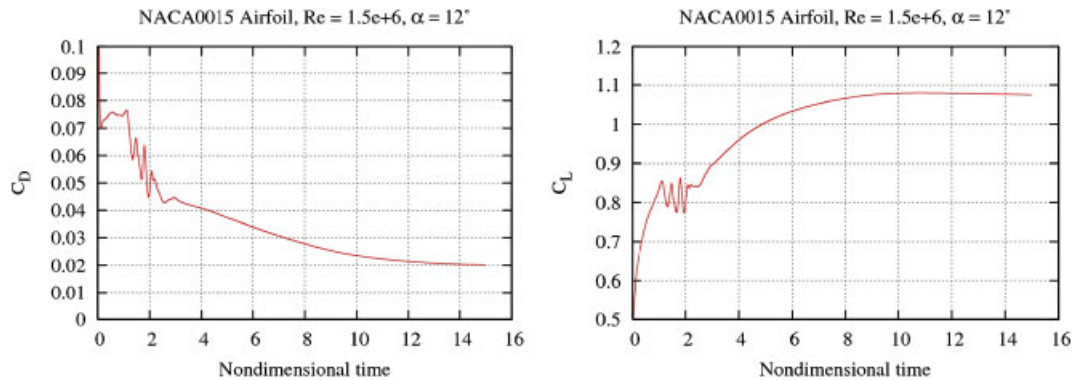 NACA0015 Airfoil, Re = 1.5e+6, α = 12°
0.1
0.09
0.08
0.07
0.06
0.05
0.04
0.03
0.02
0.01
0
C_D
0 2 4 6 8 10 12 14 16
Nondimensional time
NACA0015 Airfoil, Re = 1.5e+6, α = 12°
1.2
1.1
1
0.9
0.8
0.7
0.6
0.5
C_L
0 2 4 6 8 10 12 14 16
Nondimensional time